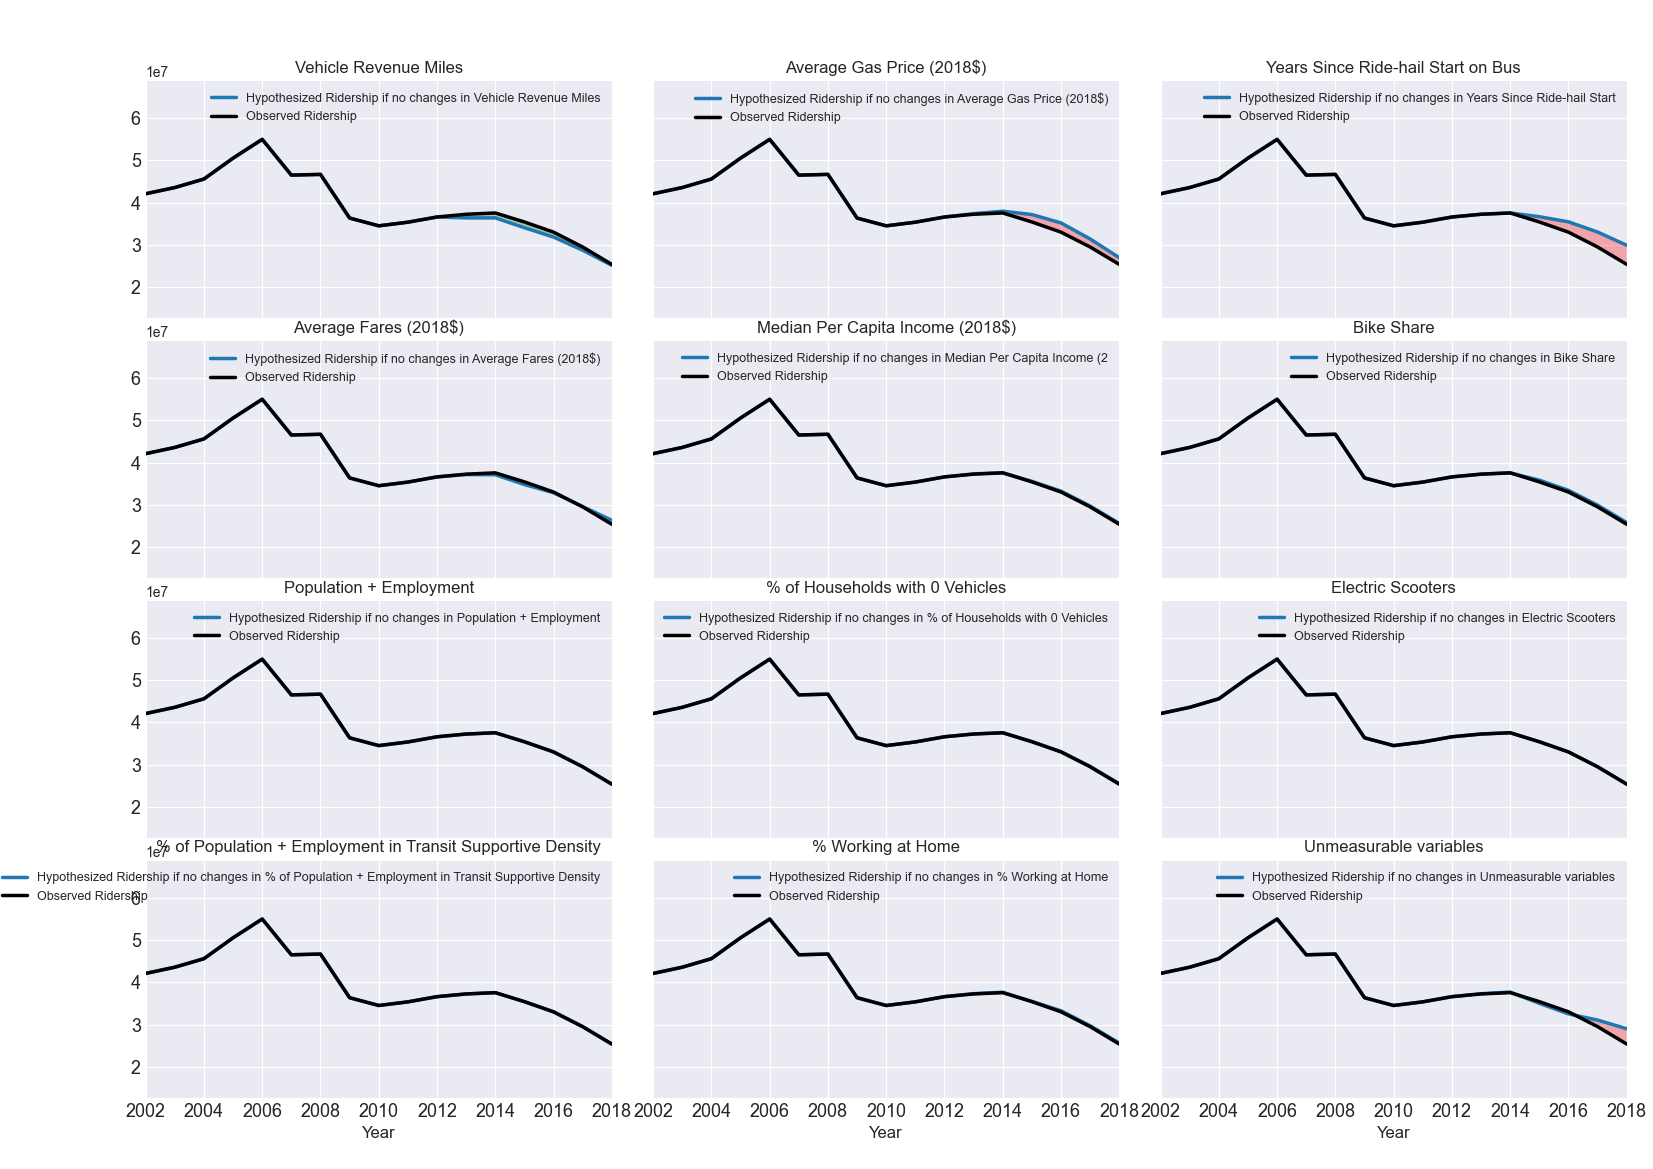 Vehicle Revenue Miles
1e7
Hypothesized Ridership if no changes in Vehicle Revenue Miles
Observed Ridership
6
5
4
3
2
Average Gas Price (2018$)
Hypothesized Ridership if no changes in Average Gas Price (2018$)
Observed Ridership
Years Since Ride-hail Start on Bus
Hypothesized Ridership if no changes in Years Since Ride-hail Start
Observed Ridership
Average Fares (2018$)
1e7
Hypothesized Ridership if no changes in Average Fares (2018$)
Observed Ridership
6
5
4
3
2
Median Per Capita Income (2018$)
Hypothesized Ridership if no changes in Median Per Capita Income (2
Observed Ridership
Bike Share
Hypothesized Ridership if no changes in Bike Share
Observed Ridership
Population + Employment
1e7
Hypothesized Ridership if no changes in Population + Employment
Observed Ridership
6
5
4
3
2
% of Households with 0 Vehicles
Hypothesized Ridership if no changes in % of Households with 0 Vehicles
Observed Ridership
Electric Scooters
Hypothesized Ridership if no changes in Electric Scooters
Observed Ridership
% of Population + Employment in Transit Supportive Density
1e7
Hypothesized Ridership if no changes in % of Population + Employment in Transit Supportive Density
Observed Ridership
6
5
4
3
2
2002 2004 2006 2008 2010 2012 2014 2016 2018
Year
% Working at Home
Hypothesized Ridership if no changes in % Working at Home
Observed Ridership
2002 2004 2006 2008 2010 2012 2014 2016 2018
Year
Unmeasurable variables
Hypothesized Ridership if no changes in Unmeasurable variables
Observed Ridership
2002 2004 2006 2008 2010 2012 2014 2016 2018
Year